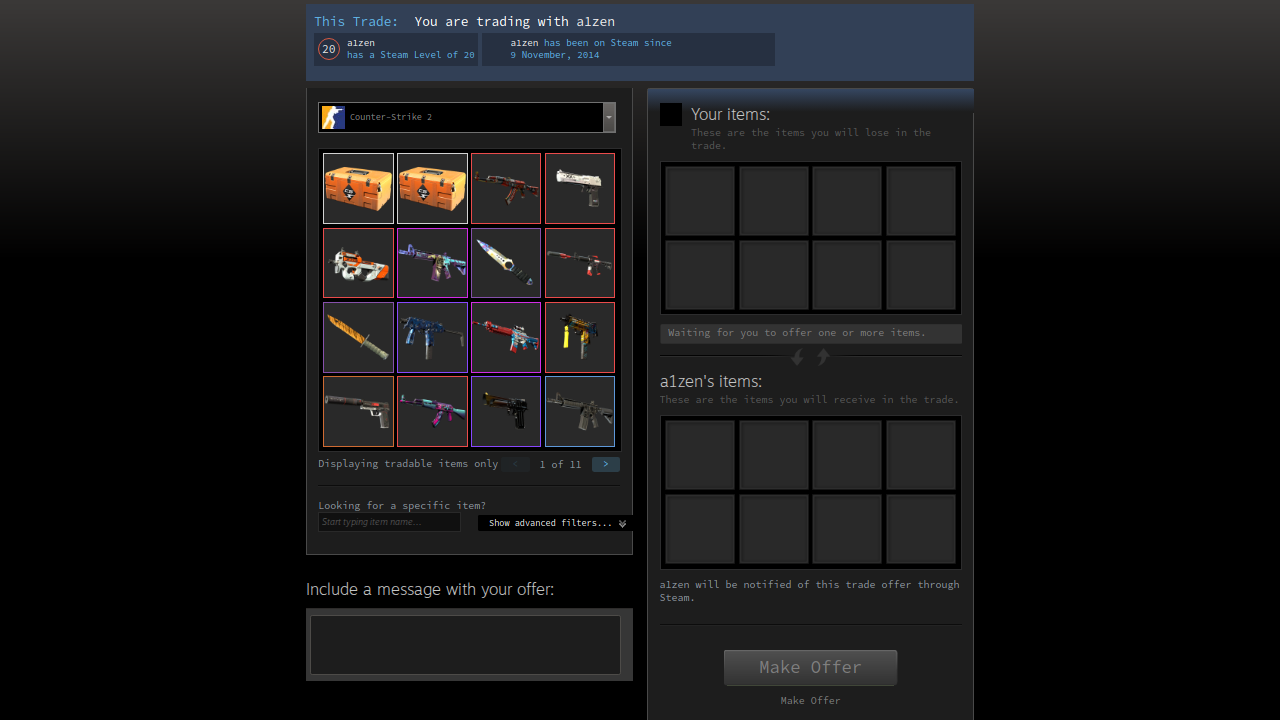 This Trade: You are trading with a1zen
20
a1zen
has a Steam Level of 20
a1zen has been on Steam since
9 November, 2014
Counter-Strike 2
Your items:
These are the items you will lose in the
trade.
Waiting for you to offer one or more items.
a1zen's items:
These are the items you will receive in the trade.
Displaying tradable items only
<
1 of 11
>
Looking for a specific item?
Start typing item name...
Show advanced filters...
Include a message with your offer:
a1zen will be notified of this trade offer through
Steam.
Make Offer
Make Offer